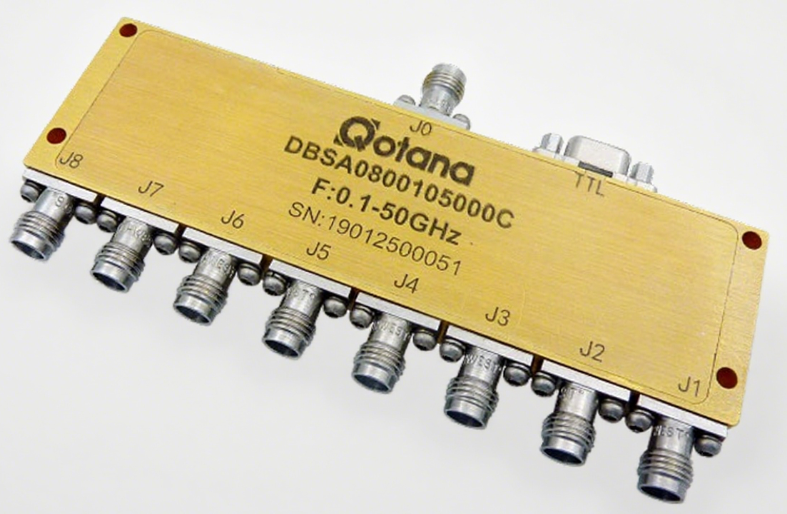 J0
Qotana
DBSA0800105000C
F:0.1-50GHz
SN:19012500051
TTL
J8
J7
J6
J5
J4
J3
J2
J1